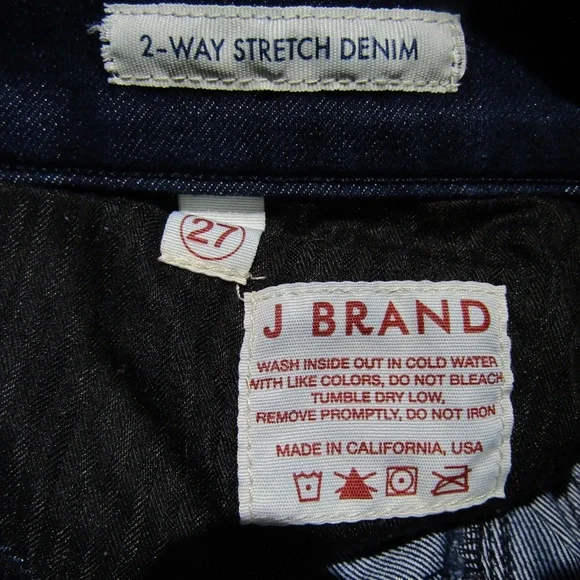 2-WAY STRETCH DENIM
27
J BRAND
WASH INSIDE OUT IN COLD WATER
WITH LIKE COLORS, DO NOT BLEACH
TUMBLE DRY LOW,
REMOVE PROMPTLY, DO NOT IRON
MADE IN CALIFORNIA, USA